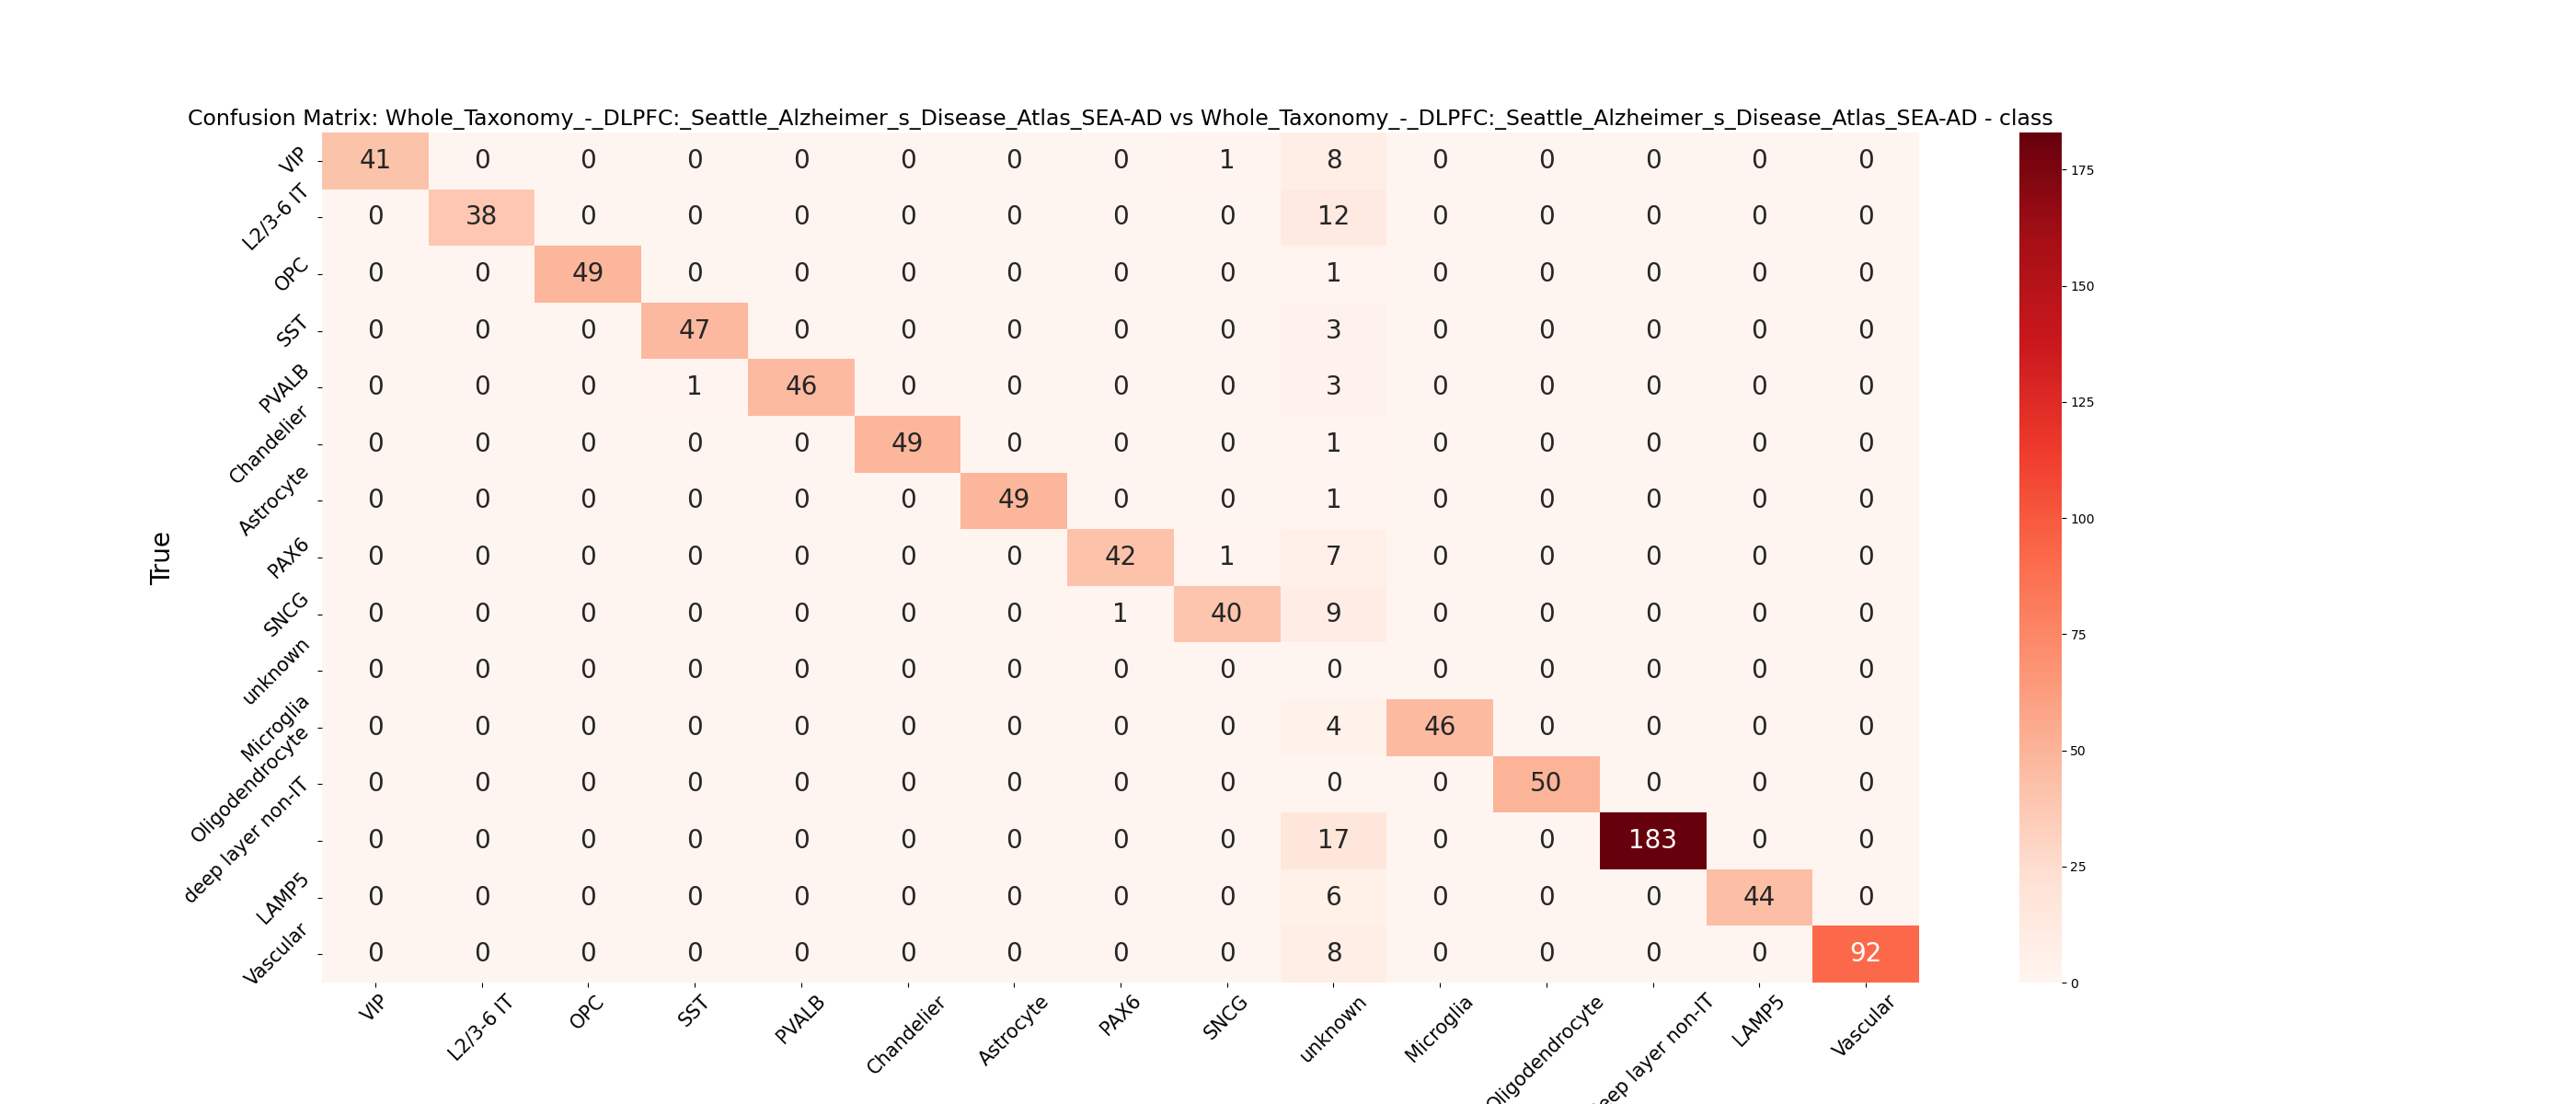 Confusion Matrix: Whole_Taxonomy_-_DLPFC:_Seattle_Alzheimer_s_Disease_Atlas_SEA-AD vs Whole_Taxonomy_-_DLPFC:_Seattle_Alzheimer_s_Disease_Atlas_SEA-AD - class
True
VIP 41 0 0 0 0 0 0 0 1 8 0 0 0 0 0
L2/3-6 IT 0 38 0 0 0 0 0 0 0 12 0 0 0 0 0
OPC 0 0 49 0 0 0 0 0 0 1 0 0 0 0 0
SST 0 0 0 47 0 0 0 0 0 3 0 0 0 0 0
PVALB 0 0 0 1 46 0 0 0 0 3 0 0 0 0 0
Chandelier 0 0 0 0 0 49 0 0 0 1 0 0 0 0 0
Astrocyte 0 0 0 0 0 0 49 0 0 1 0 0 0 0 0
PAX6 0 0 0 0 0 0 0 42 1 7 0 0 0 0 0
SNCG 0 0 0 0 0 0 0 1 40 9 0 0 0 0 0
unknown 0 0 0 0 0 0 0 0 0 0 0 0 0 0 0
Microglia 0 0 0 0 0 0 0 0 0 4 46 0 0 0 0
Oligodendrocyte 0 0 0 0 0 0 0 0 0 0 0 50 0 0 0
deep layer non-IT 0 0 0 0 0 0 0 0 0 17 0 0 183 0 0
LAMP5 0 0 0 0 0 0 0 0 0 6 0 0 0 44 0
Vascular 0 0 0 0 0 0 0 0 0 8 0 0 0 0 92
VIP L2/3-6 IT OPC SST PVALB Chandelier Astrocyte PAX6 SNCG unknown Microglia Oligodendrocyte eep layer non-IT LAMP5 Vascular
175
150
125
100
75
50
25
0